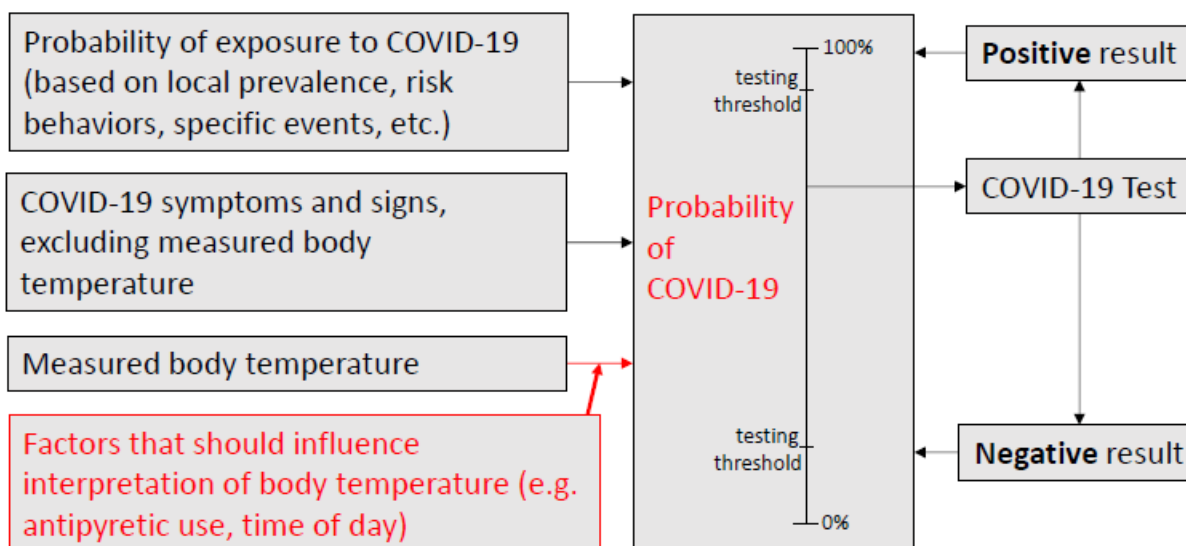 Probability of exposure to COVID-19
(based on local prevalence, risk
behaviors, specific events, etc.)
COVID-19 symptoms and signs,
excluding measured body
temperature
Measured body temperature
Factors that should influence
interpretation of body temperature (e.g.
antipyretic use, time of day)
Probability
of
COVID-19
100%
testing
threshold
testing
threshold
0%
Positive result
COVID-19 Test
Negative result